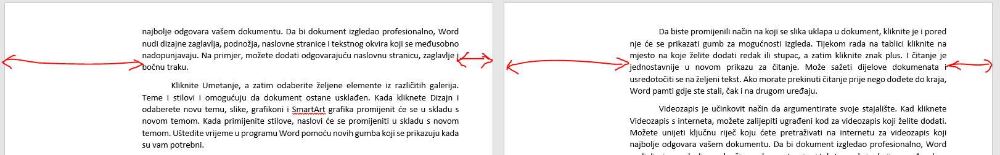 najbolje odgovara vašem dokumentu. Da bi dokument izgledao profesionalno, Word
nudi dizajne zaglavlja, podnožja, naslovne stranice i tekstnog okvira koji se međusobno
nadopunjavaju. Na primjer, možete dodati odgovarajuću naslovnu stranicu, zaglavlje i
bočnu traku.
Kliknite Umetanje, a zatim odaberite željene elemente iz različitih galerija.
Teme i stilovi i omogućuju da dokument ostane usklađen. Kada kliknete Dizajn i
odaberete novu temu, slike, grafikoni i SmartArt grafika promijenit će se u skladu s
novom temom. Kada primijenite stilove, naslovi će se promijeniti u skladu s novom
temom. Uštedite vrijeme u programu Word pomoću novih gumba koji se prikazuju kada
su vam potrebni.
Da biste promijenili način na koji se slika uklapa u dokument, kliknite je i pored
nje će se prikazati gumb za mogućnosti izgleda. Tijekom rada na tablici kliknite na
mjesto na koje želite dodati redak ili stupac, a zatim kliknite znak plus. I čitanje je
jednostavnije u novom prikazu za čitanje. Može sažeti dijelove dokumenata i
usredotočiti se na željeni tekst. Ako morate prekinuti čitanje prije nego dođete do kraja,
Word pamti gdje ste stali, čak i na drugom uređaju.
Videozapis je učinkovit način da argumentirate svoje stajalište. Kad kliknete
Videozapis s interneta, možete zalijepiti ugrađeni kod za videozapis koji želite dodati.
Možete unijeti ključnu riječ koju ćete pretraživati na internetu za videozapis koji
najbolje odgovara vašem dokumentu. Da bi dokument izgledao profesionalno, Word